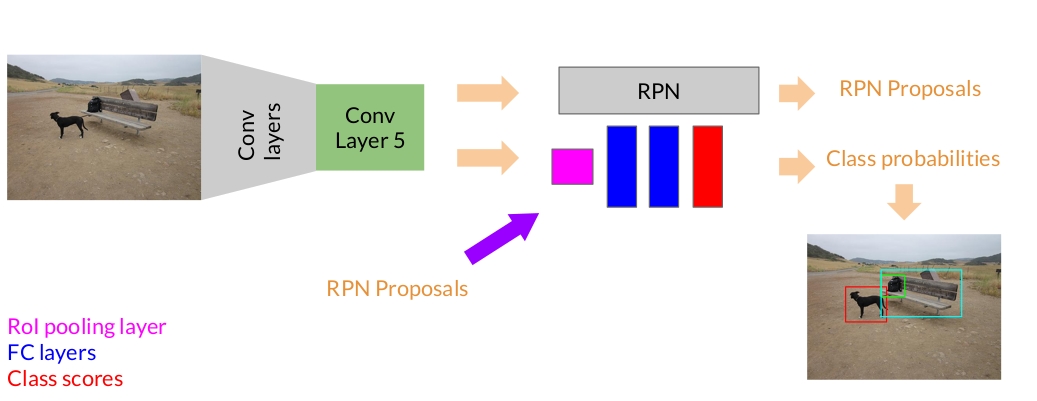 Conv
layers
Conv
Layer 5
RPN
RPN Proposals
Class probabilities
RPN Proposals
RoI pooling layer
FC layers
Class scores